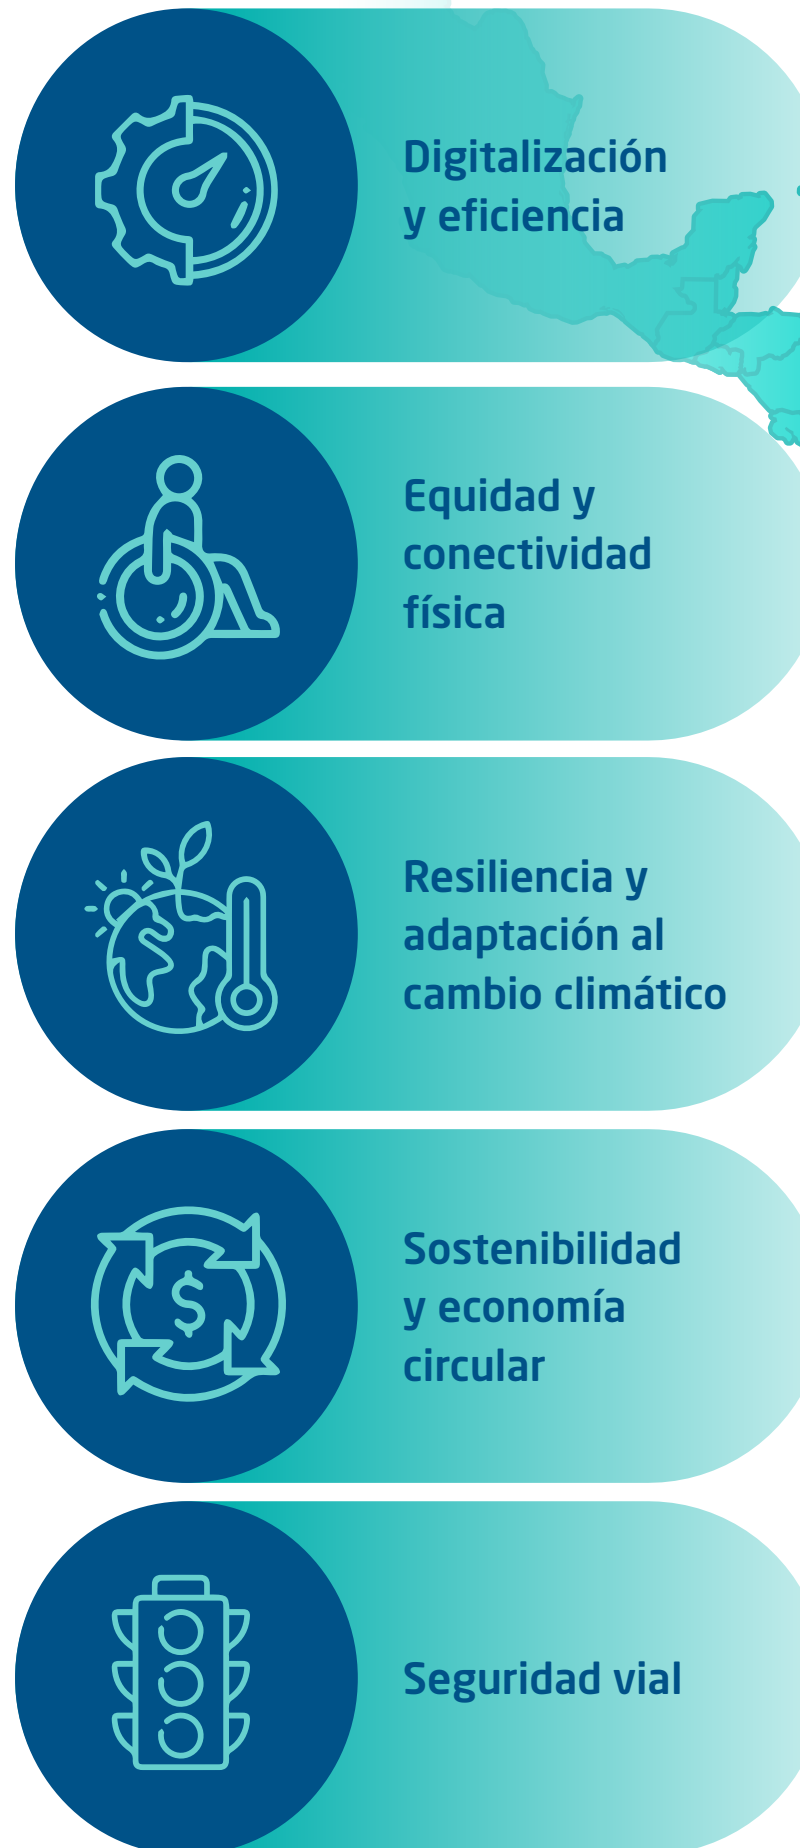 Digitalización
y eficiencia
Equidad y
conectividad
física
Resiliencia y
adaptación al
cambio climático
Sostenibilidad
y economía
circular
Seguridad vial